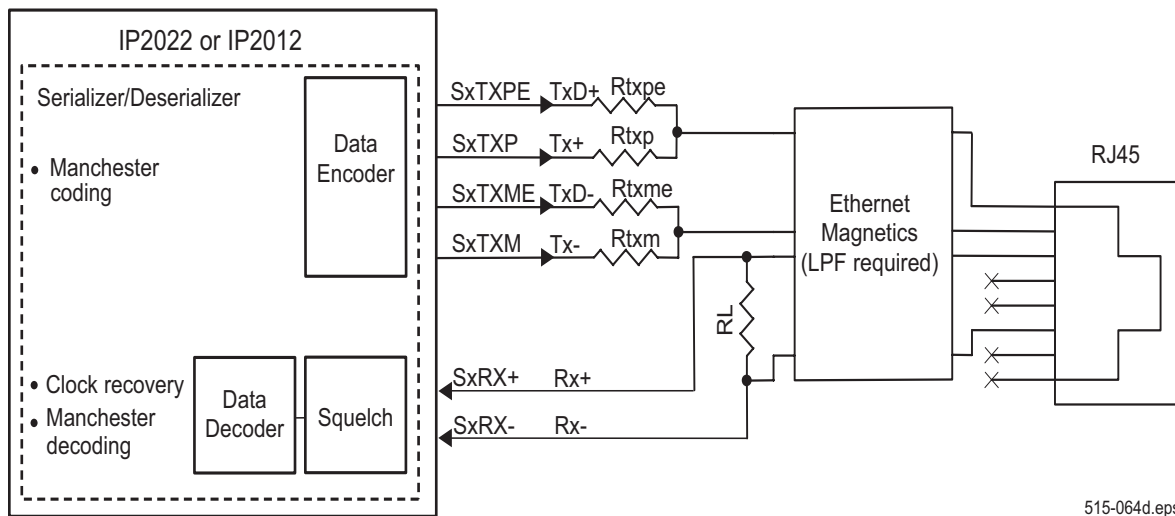 IP2022 or IP2012
Serializer/Deserializer
• Manchester
coding
Data
Encoder
SxTXPE TxD+ Rtxpe
SxTXP Tx+ Rtxp
SxTXME TxD- Rtxme
SxTXM Tx- Rtxm
RL
Ethernet
Magnetics
(LPF required)
RJ45
• Clock recovery
• Manchester
decoding
Data
Decoder
Squelch
SxRX+ Rx+
SxRX- Rx-
515-064d.eps